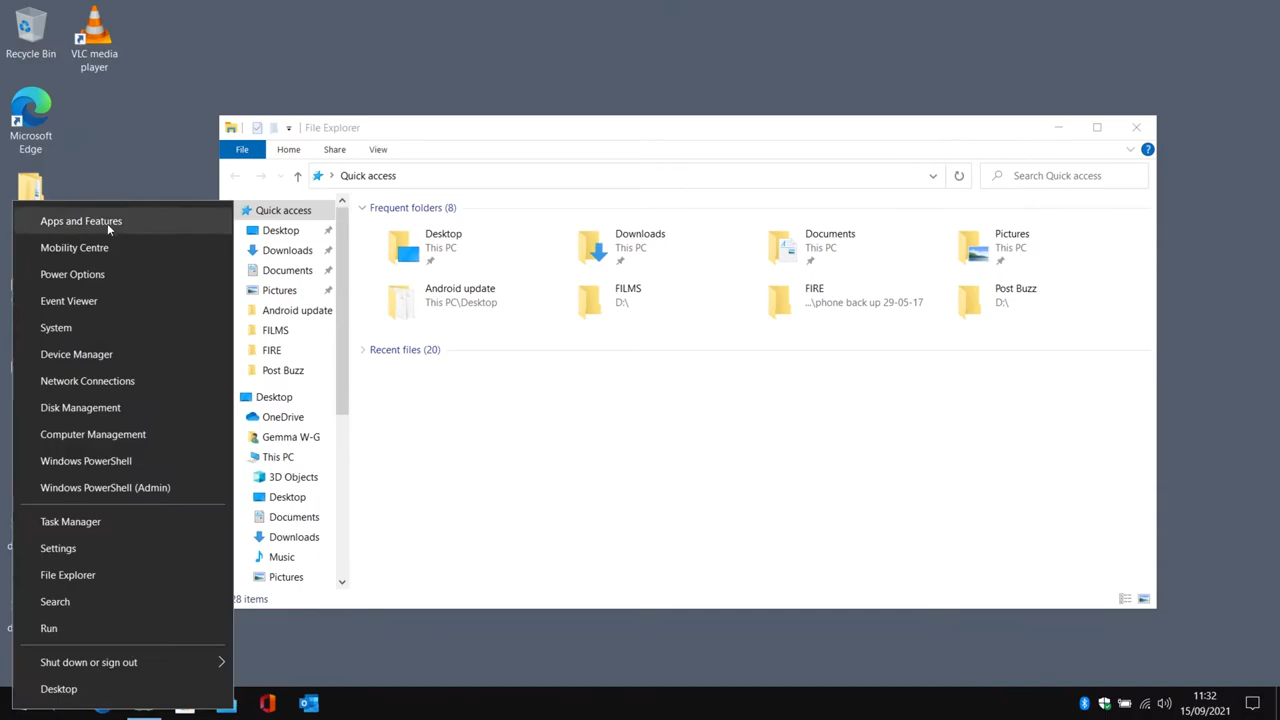 Recycle Bin
VLC media
player
Microsoft
Edge
File Explorer
File
Home
Share
View
Quick access
Search Quick access
Apps and Features
Mobility Centre
Power Options
Event Viewer
System
Device Manager
Network Connections
Disk Management
Computer Management
Windows PowerShell
Windows PowerShell (Admin)
Task Manager
Settings
File Explorer
Search
Run
Shut down or sign out
Desktop
Quick access
Desktop
Downloads
Documents
Pictures
Android update
FILMS
FIRE
Post Buzz
Desktop
OneDrive
Gemma W-G
This PC
3D Objects
Desktop
Documents
Downloads
Music
Pictures
Frequent folders (8)
Desktop
This PC
Downloads
This PC
Documents
This PC
Pictures
This PC
Android update
This PC\Desktop
FILMS
D:\
FIRE
...\phone back up 29-05-17
Post Buzz
D:\
Recent files (20)
28 items
11:32
15/09/2021